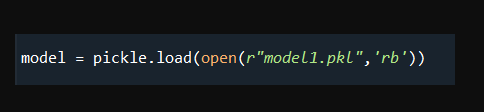 model = pickle.load(open(r"model1.pkl",'rb'))